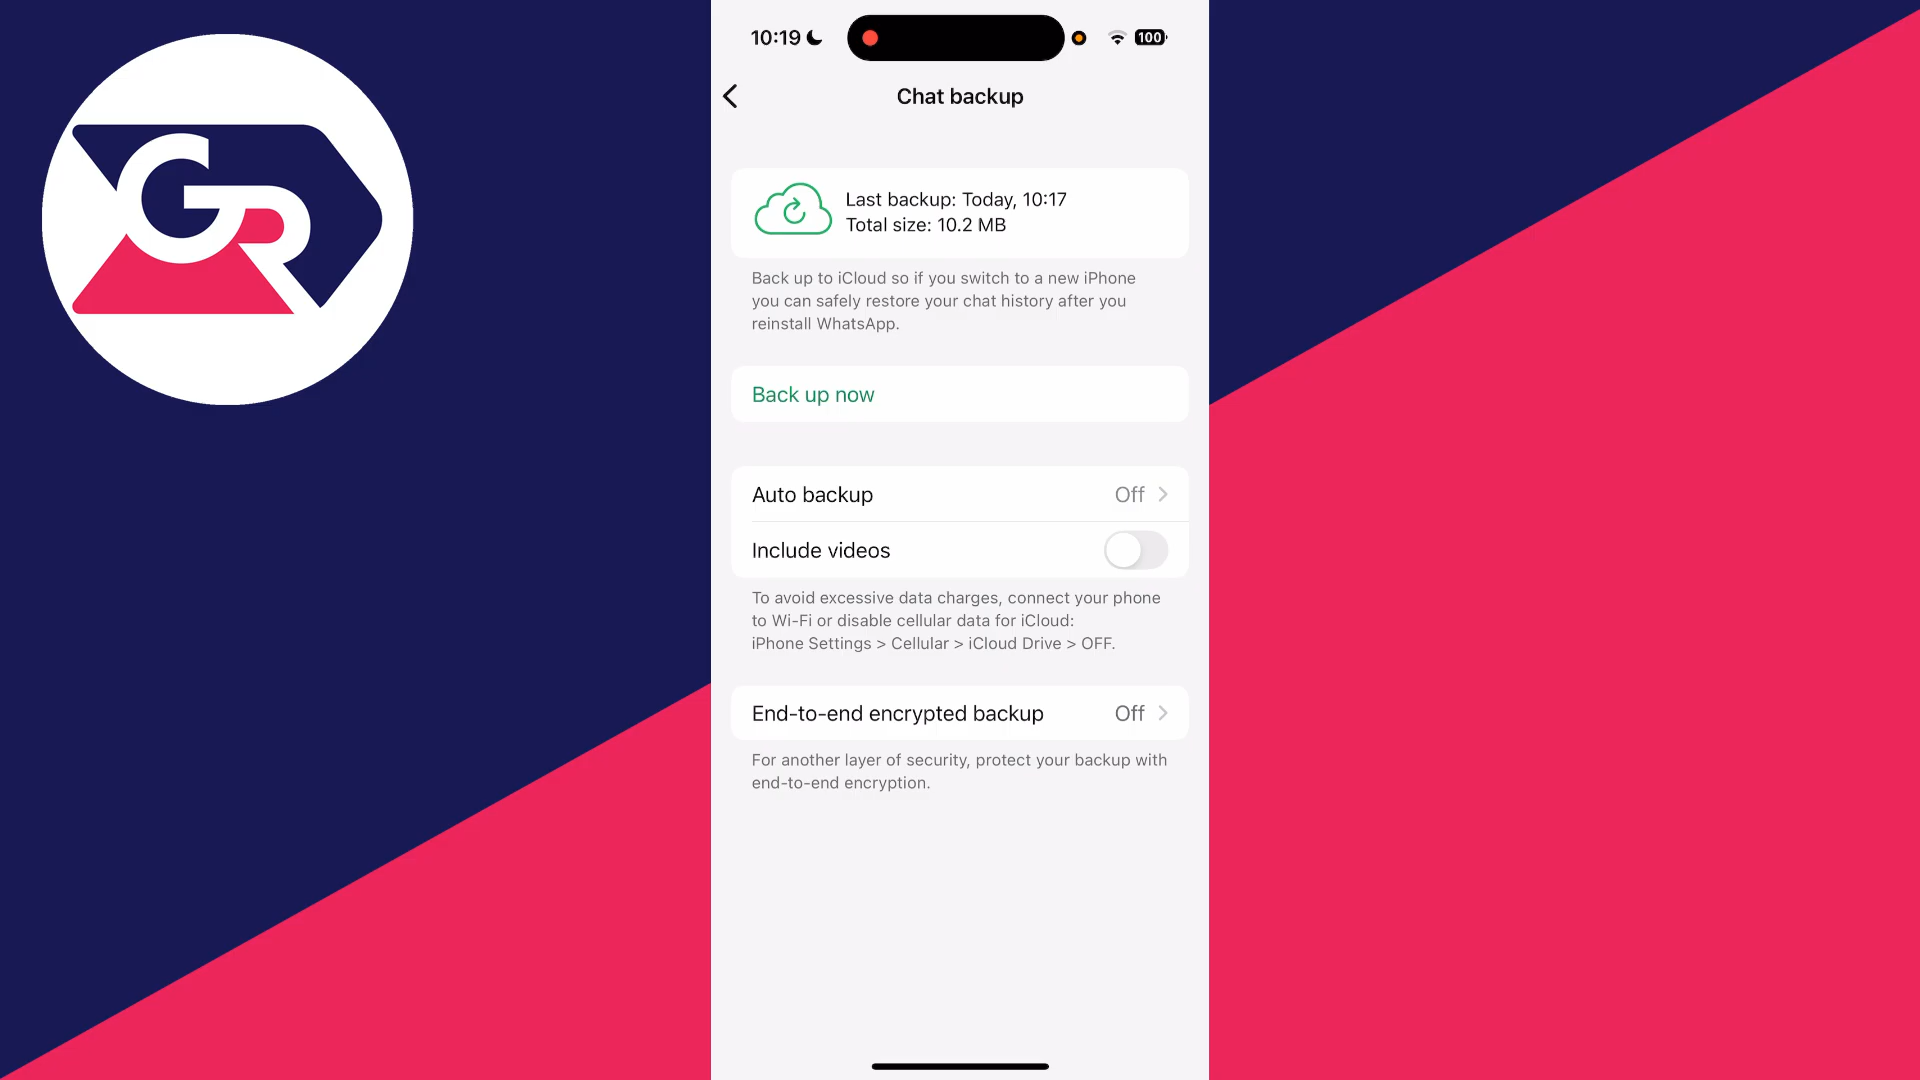 GR
10:19
100
Chat backup
Last backup: Today, 10:17
Total size: 10.2 MB
Back up to iCloud so if you switch to a new iPhone
you can safely restore your chat history after you
reinstall WhatsApp.
Back up now
Auto backup Off
Include videos
To avoid excessive data charges, connect your phone
to Wi-Fi or disable cellular data for iCloud:
iPhone Settings > Cellular > iCloud Drive > OFF.
End-to-end encrypted backup Off
For another layer of security, protect your backup with
end-to-end encryption.